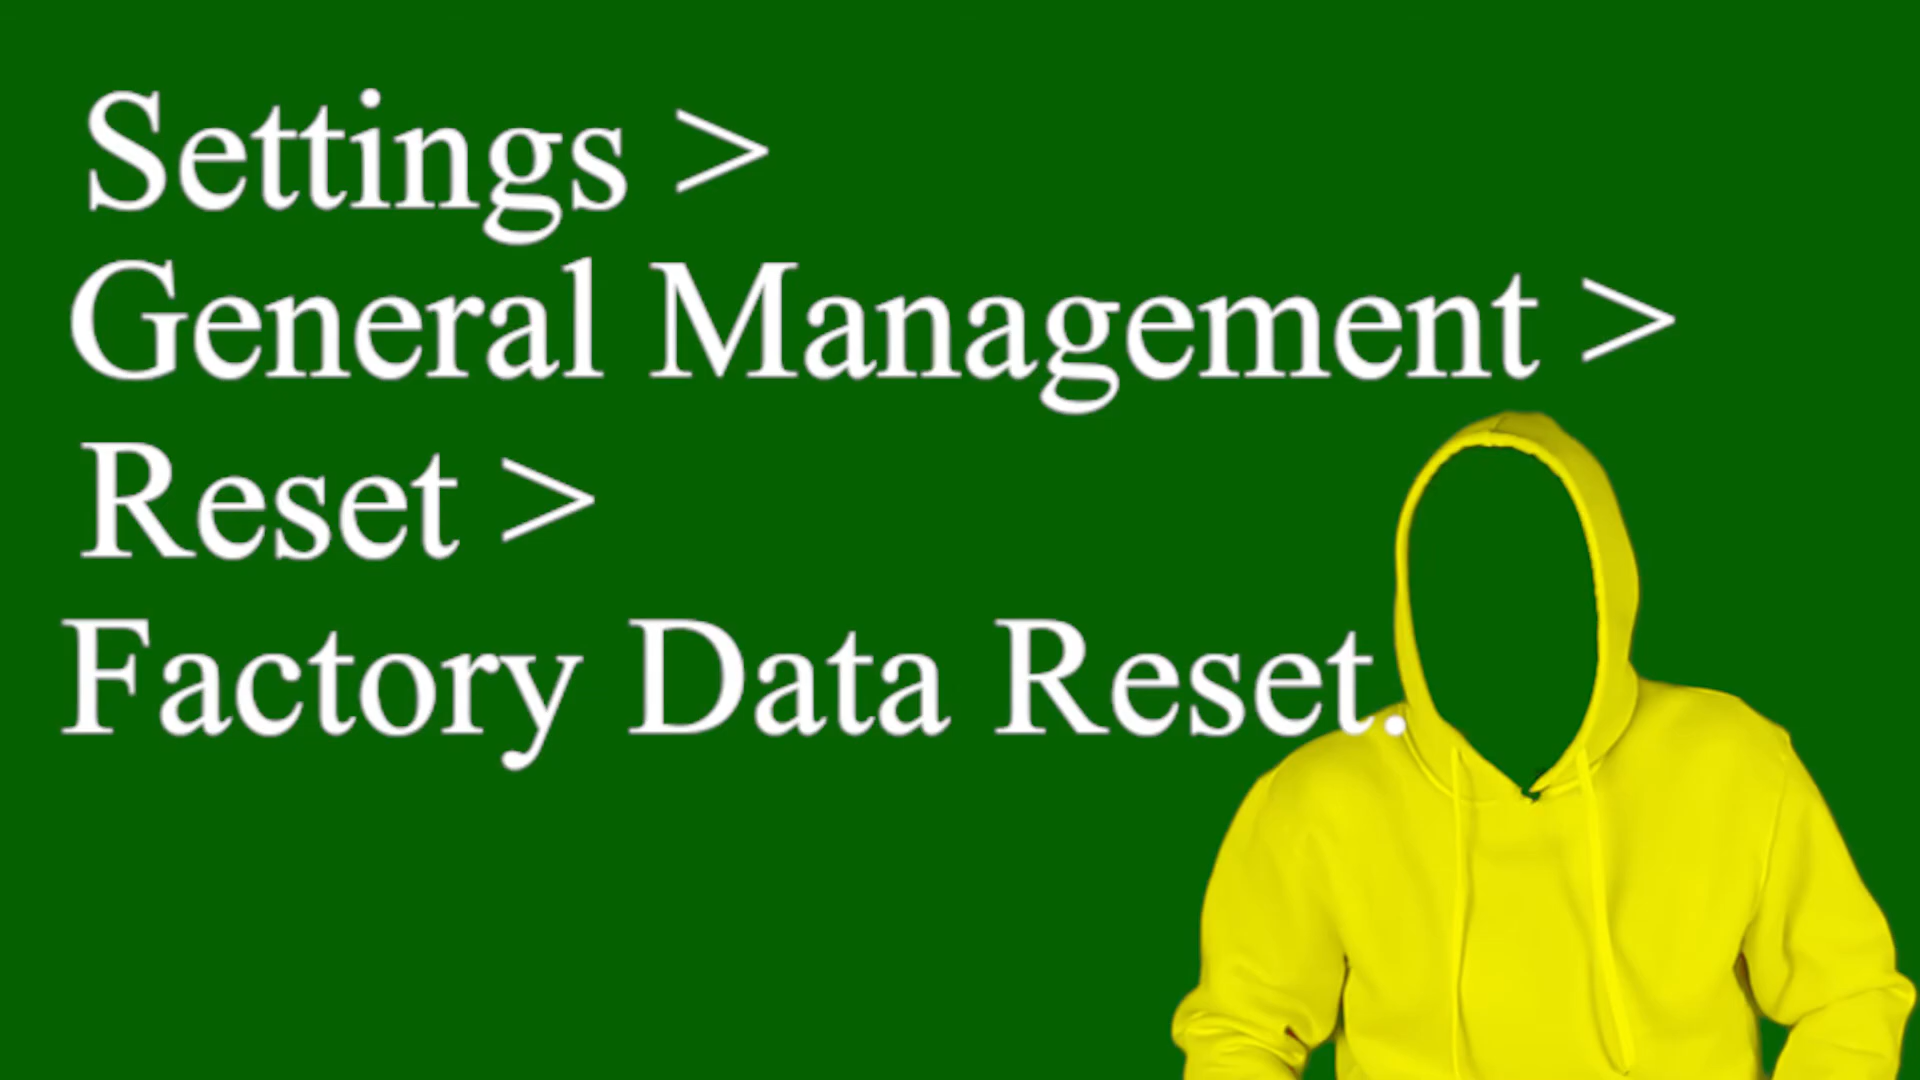 Settings >
General Management >
Reset >
Factory Data Reset.